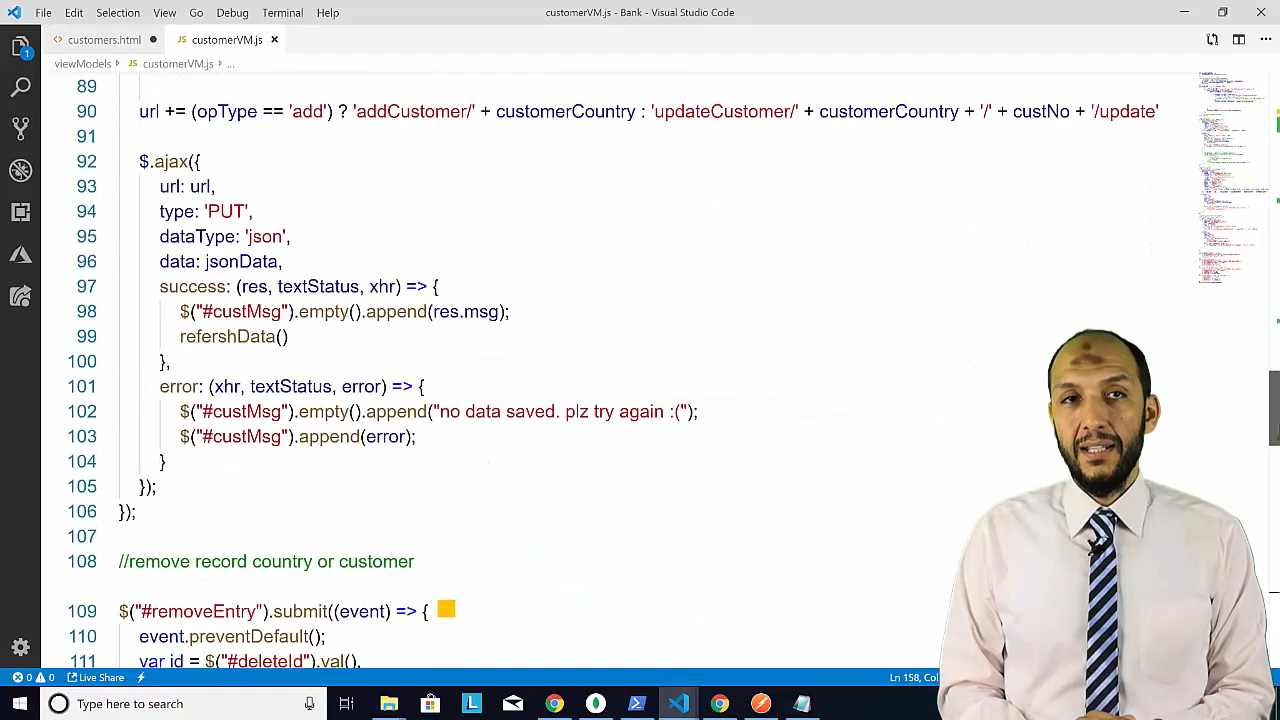 File Edit Selection View Go Debug Terminal Help customerVM.js - Bank - Visual Studio Code
<> customers.html JS customerVM.js
viewModels > JS customerVM.js > ...
89
90 url += (opType == 'add') ? 'addCustomer/' + customerCountry : 'updateCustomer/' + customerCountry + '/' + custNo + '/update'
91
92 $.ajax({
93 url: url,
94 type: 'PUT',
95 dataType: 'json',
96 data: jsonData,
97 success: (res, textStatus, xhr) => {
98 $("#custMsg").empty().append(res.msg);
99 refershData()
100 },
101 error: (xhr, textStatus, error) => {
102 $("#custMsg").empty().append("no data saved. plz try again :(");
103 $("#custMsg").append(error);
104 }
105 });
106 });
107
108 //remove record country or customer
109 $("#removeEntry").submit((event) => {
110 event.preventDefault();
111 var id = $("#deleteId").val(),
1
0 0 Live Share Ln 158, Col
Type here to search